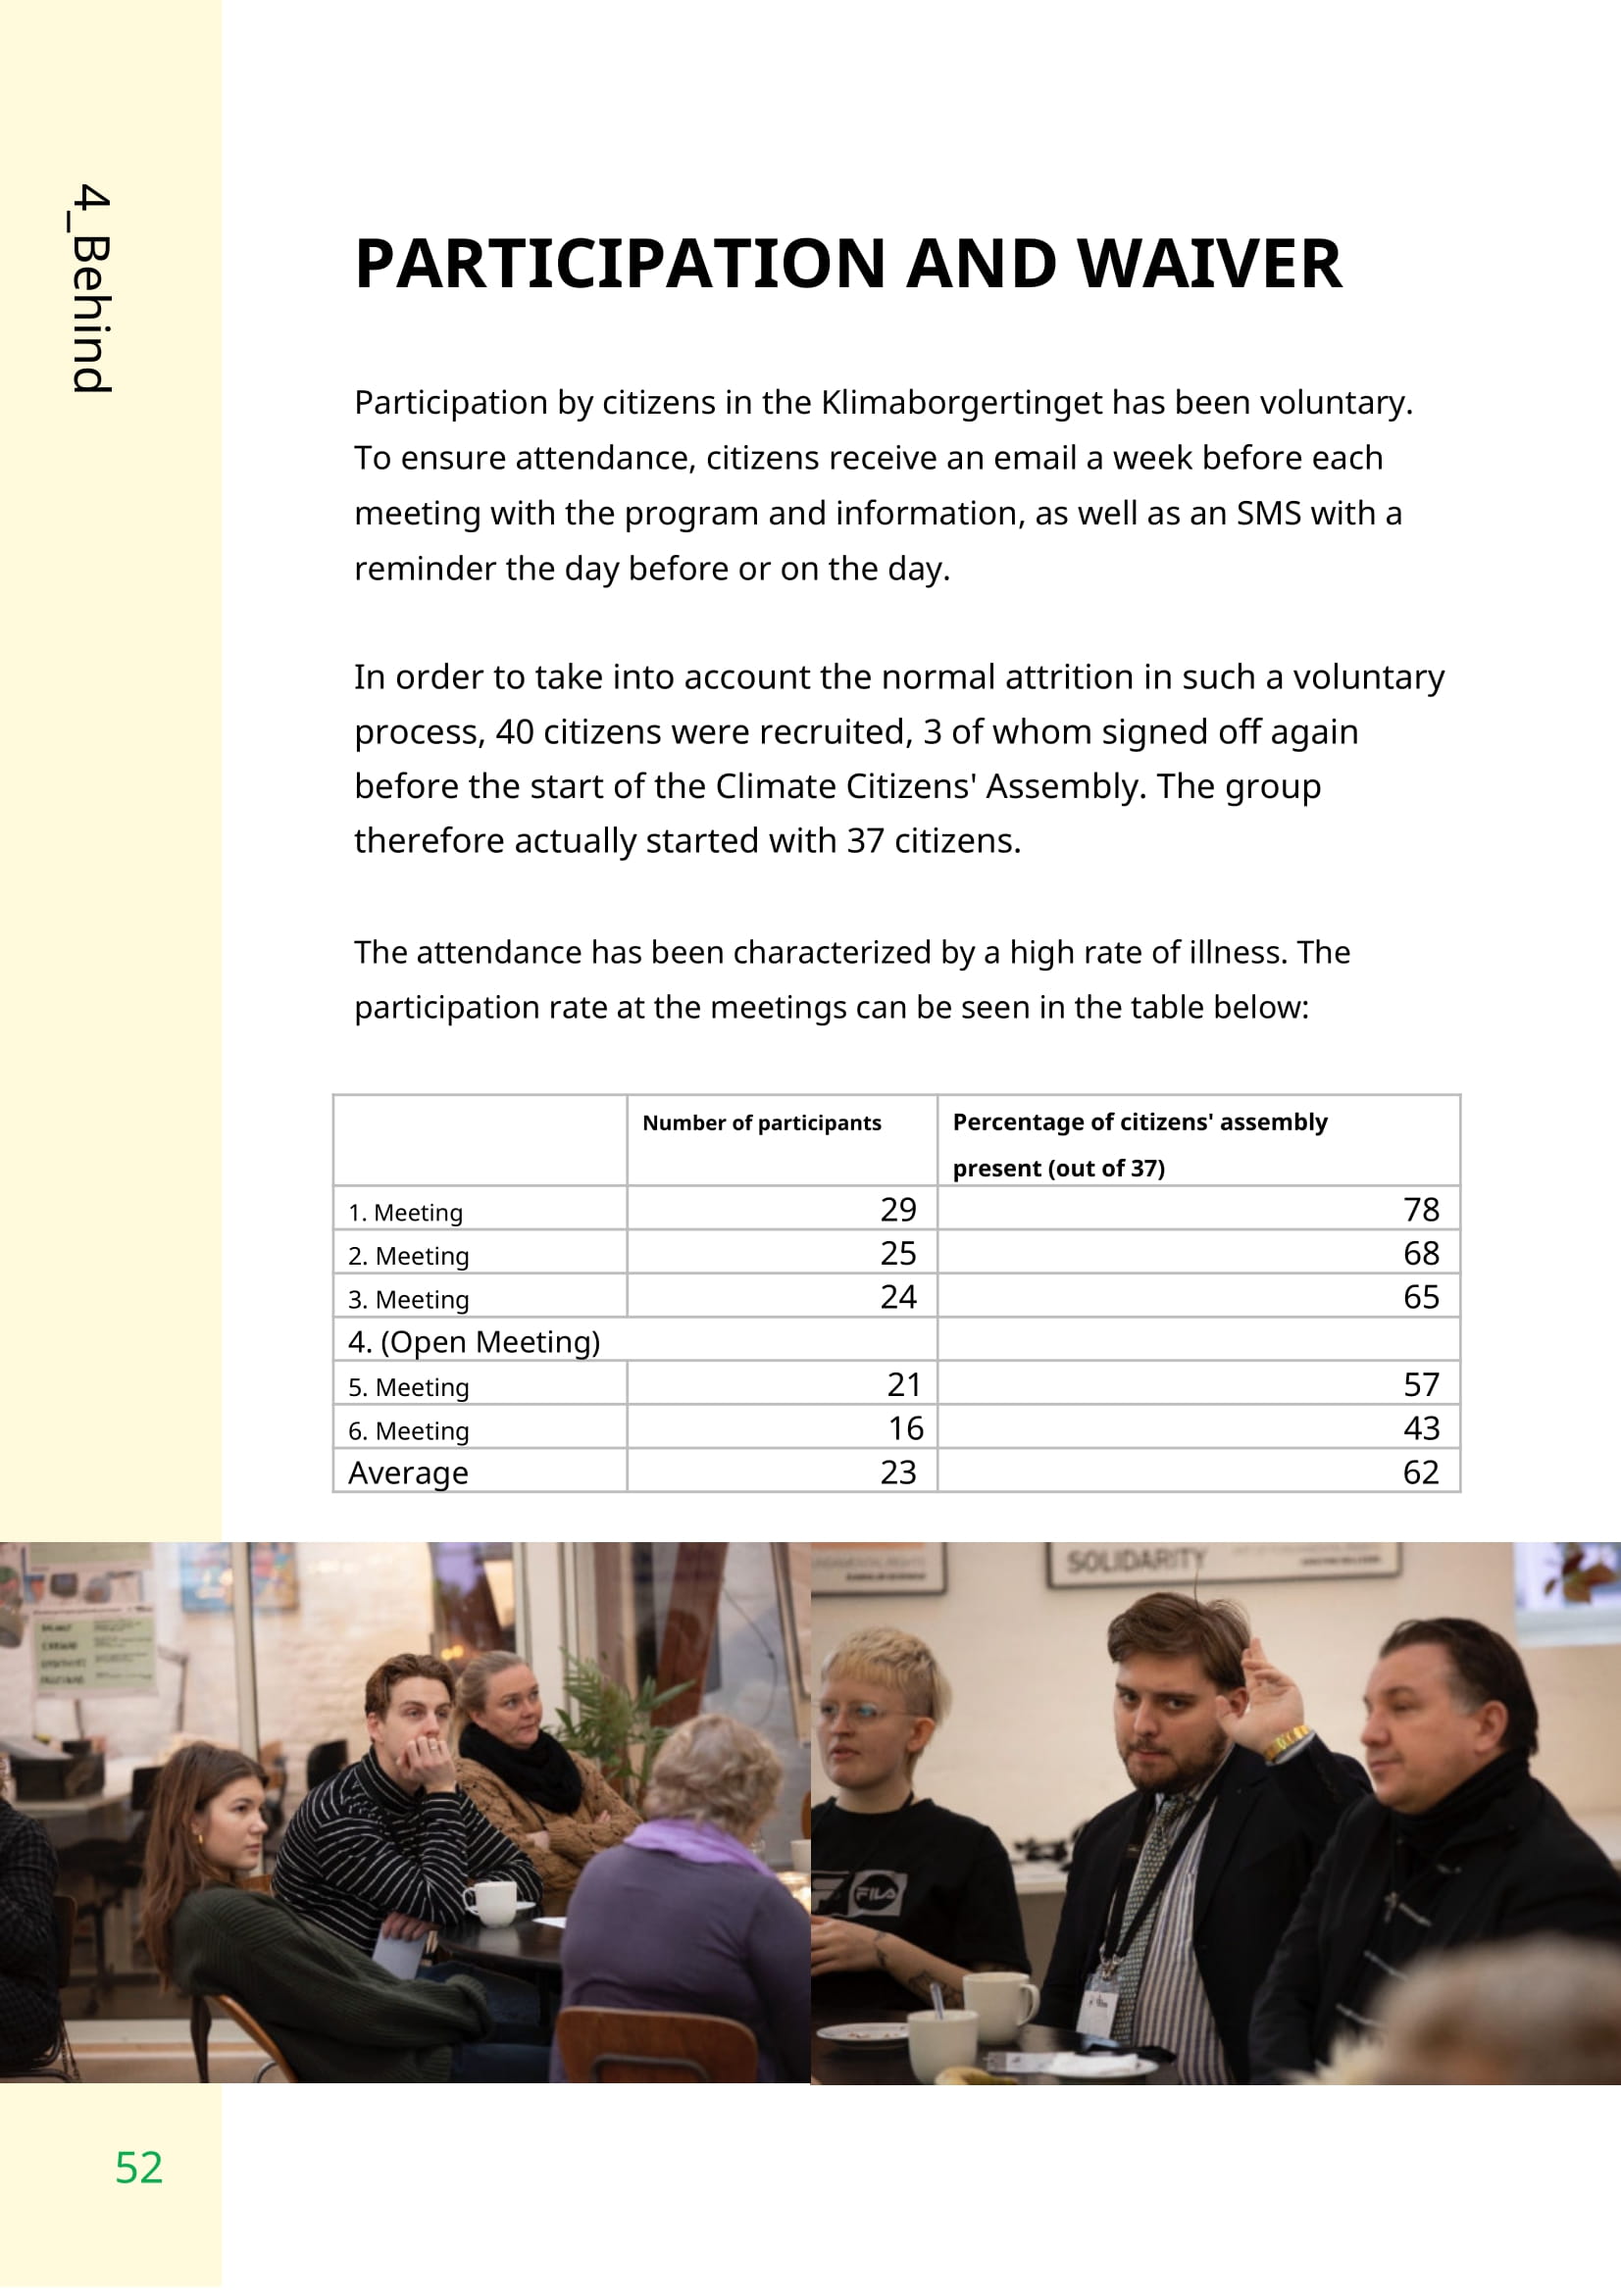 4_Behind
PARTICIPATION AND WAIVER
Participation by citizens in the Klimaborgertinget has been voluntary.
To ensure attendance, citizens receive an email a week before each
meeting with the program and information, as well as an SMS with a
reminder the day before or on the day.
In order to take into account the normal attrition in such a voluntary
process, 40 citizens were recruited, 3 of whom signed off again
before the start of the Climate Citizens' Assembly. The group
therefore actually started with 37 citizens.
The attendance has been characterized by a high rate of illness. The
participation rate at the meetings can be seen in the table below:
Number of participants
Percentage of citizens' assembly
present (out of 37)
1. Meeting 29 78
2. Meeting 25 68
3. Meeting 24 65
4. (Open Meeting)
5. Meeting 21 57
6. Meeting 16 43
Average 23 62
SOLIDARITY
FILA
52